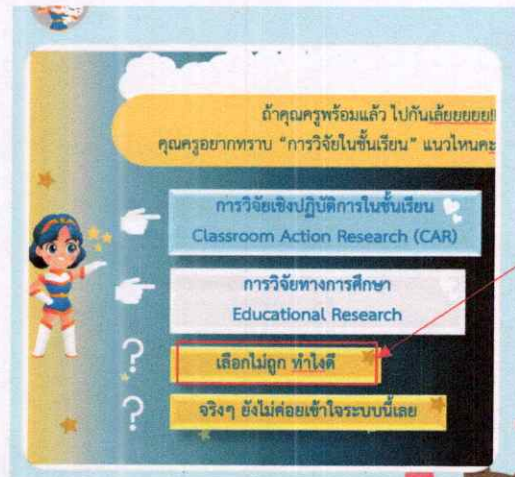 ถ้าคุณครูพร้อมแล้ว ไปกันเล้ยยยยย!!
คุณครูอยากทราบ “การวิจัยในชั้นเรียน” แนวไหนคะ
การวิจัยเชิงปฏิบัติการในชั้นเรียน
Classroom Action Research (CAR)
การวิจัยทางการศึกษา
Educational Research
? เลือกไม่ถูก ทำไงดี
? จริงๆ ยังไม่ค่อยเข้าใจระบบนี้เลย